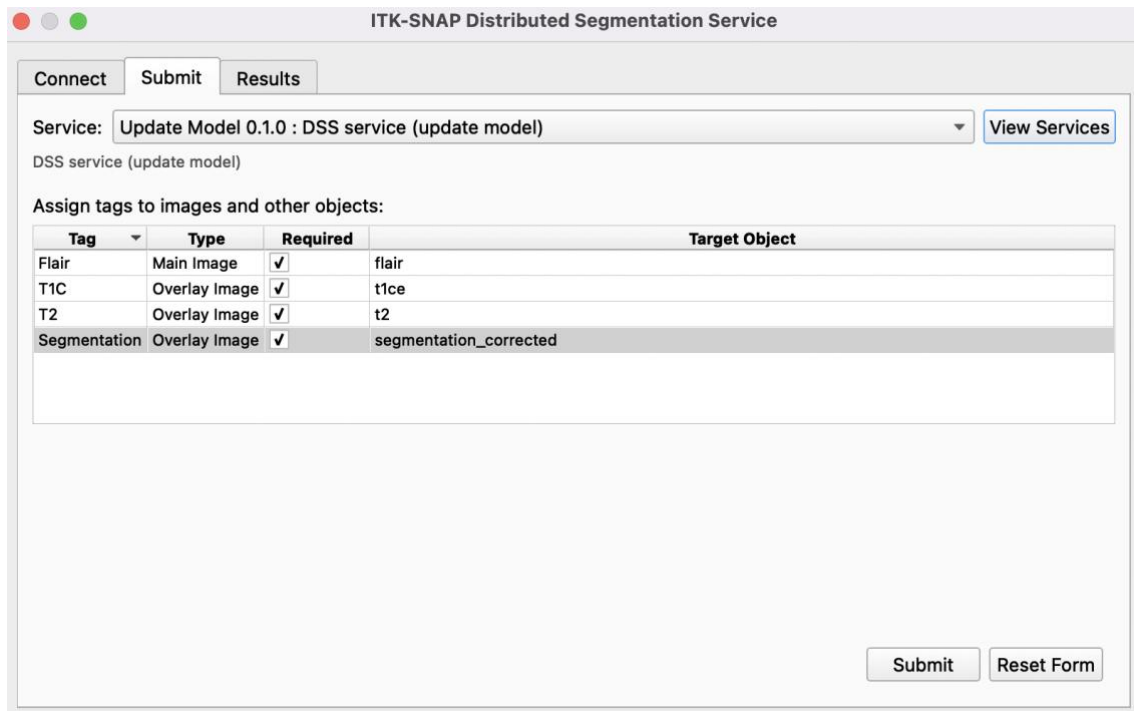 ITK-SNAP Distributed Segmentation Service
Connect Submit Results
Service: Update Model 0.1.0 : DSS service (update model) View Services
DSS service (update model)
Assign tags to images and other objects:
Tag Type Required Target Object
Flair Main Image flair
T1C Overlay Image t1ce
T2 Overlay Image t2
Segmentation Overlay Image segmentation_corrected
Submit Reset Form